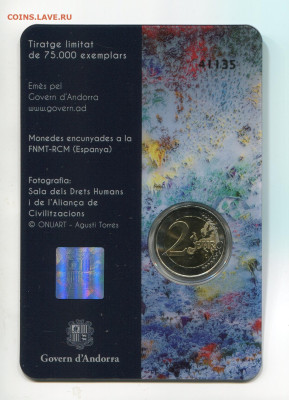 COINS.LAVE.RU
Tiratge limitat
de 75.000 exemplars
41135
Emès pel
Govern d'Andorra
www.govern.ad
Monedes encunyades a la
FNMT-RCM (Espanya)
Fotografia:
Sala dels Drets Humans
i de l'Aliança de
Civilitzacions
© ONUART - Agustí Torres
2
Govern d'Andorra